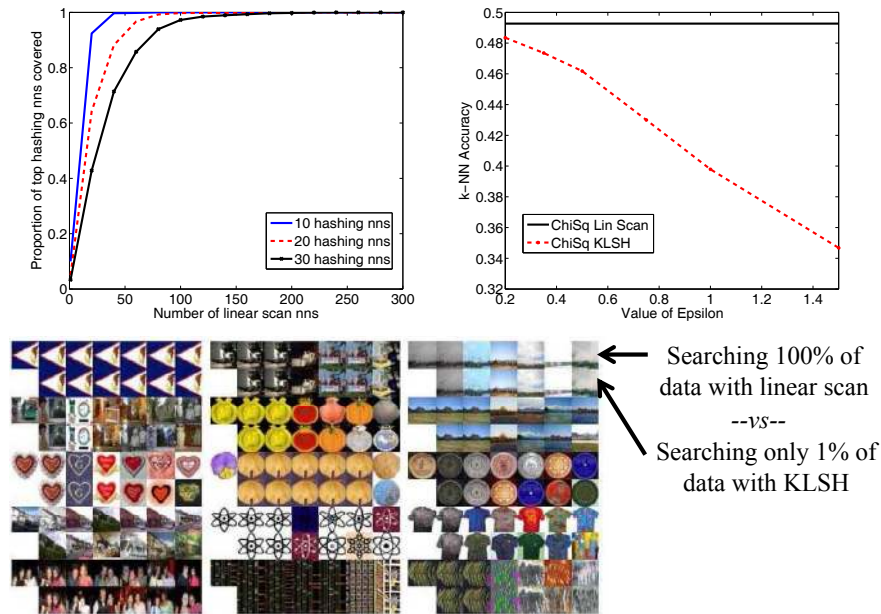 Proportion of top hashing nns covered
1
0.8
0.6
0.4
0.2
0
0 50 100 150 200 250 300
Number of linear scan nns
10 hashing nns
20 hashing nns
30 hashing nns
k-NN Accuracy
0.5
0.48
0.46
0.44
0.42
0.4
0.38
0.36
0.34
0.32
0.2 0.4 0.6 0.8 1.0 1.2 1.4
Value of Epsilon
ChiSq Lin Scan
ChiSq KLSH
Searching 100% of
data with linear scan
--vs--
Searching only 1% of
data with KLSH